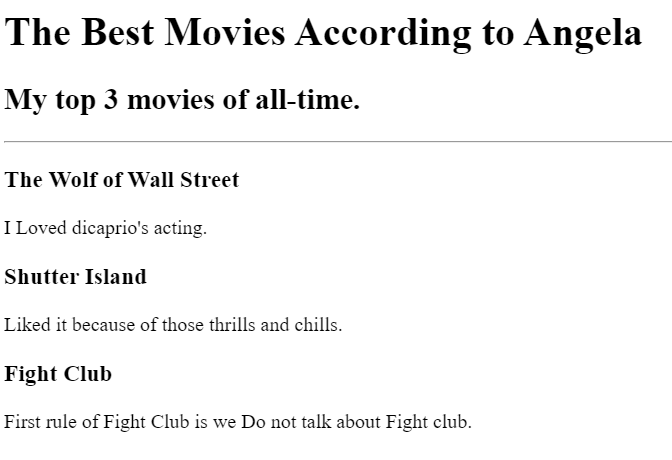 The Best Movies According to Angela
My top 3 movies of all-time.
The Wolf of Wall Street
I Loved dicaprio's acting.
Shutter Island
Liked it because of those thrills and chills.
Fight Club
First rule of Fight Club is we Do not talk about Fight club.